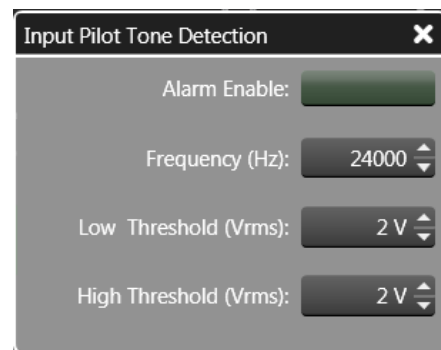 Input Pilot Tone Detection
Alarm Enable:
Frequency (Hz): 24000
Low Threshold (Vrms): 2 V
High Threshold (Vrms): 2 V